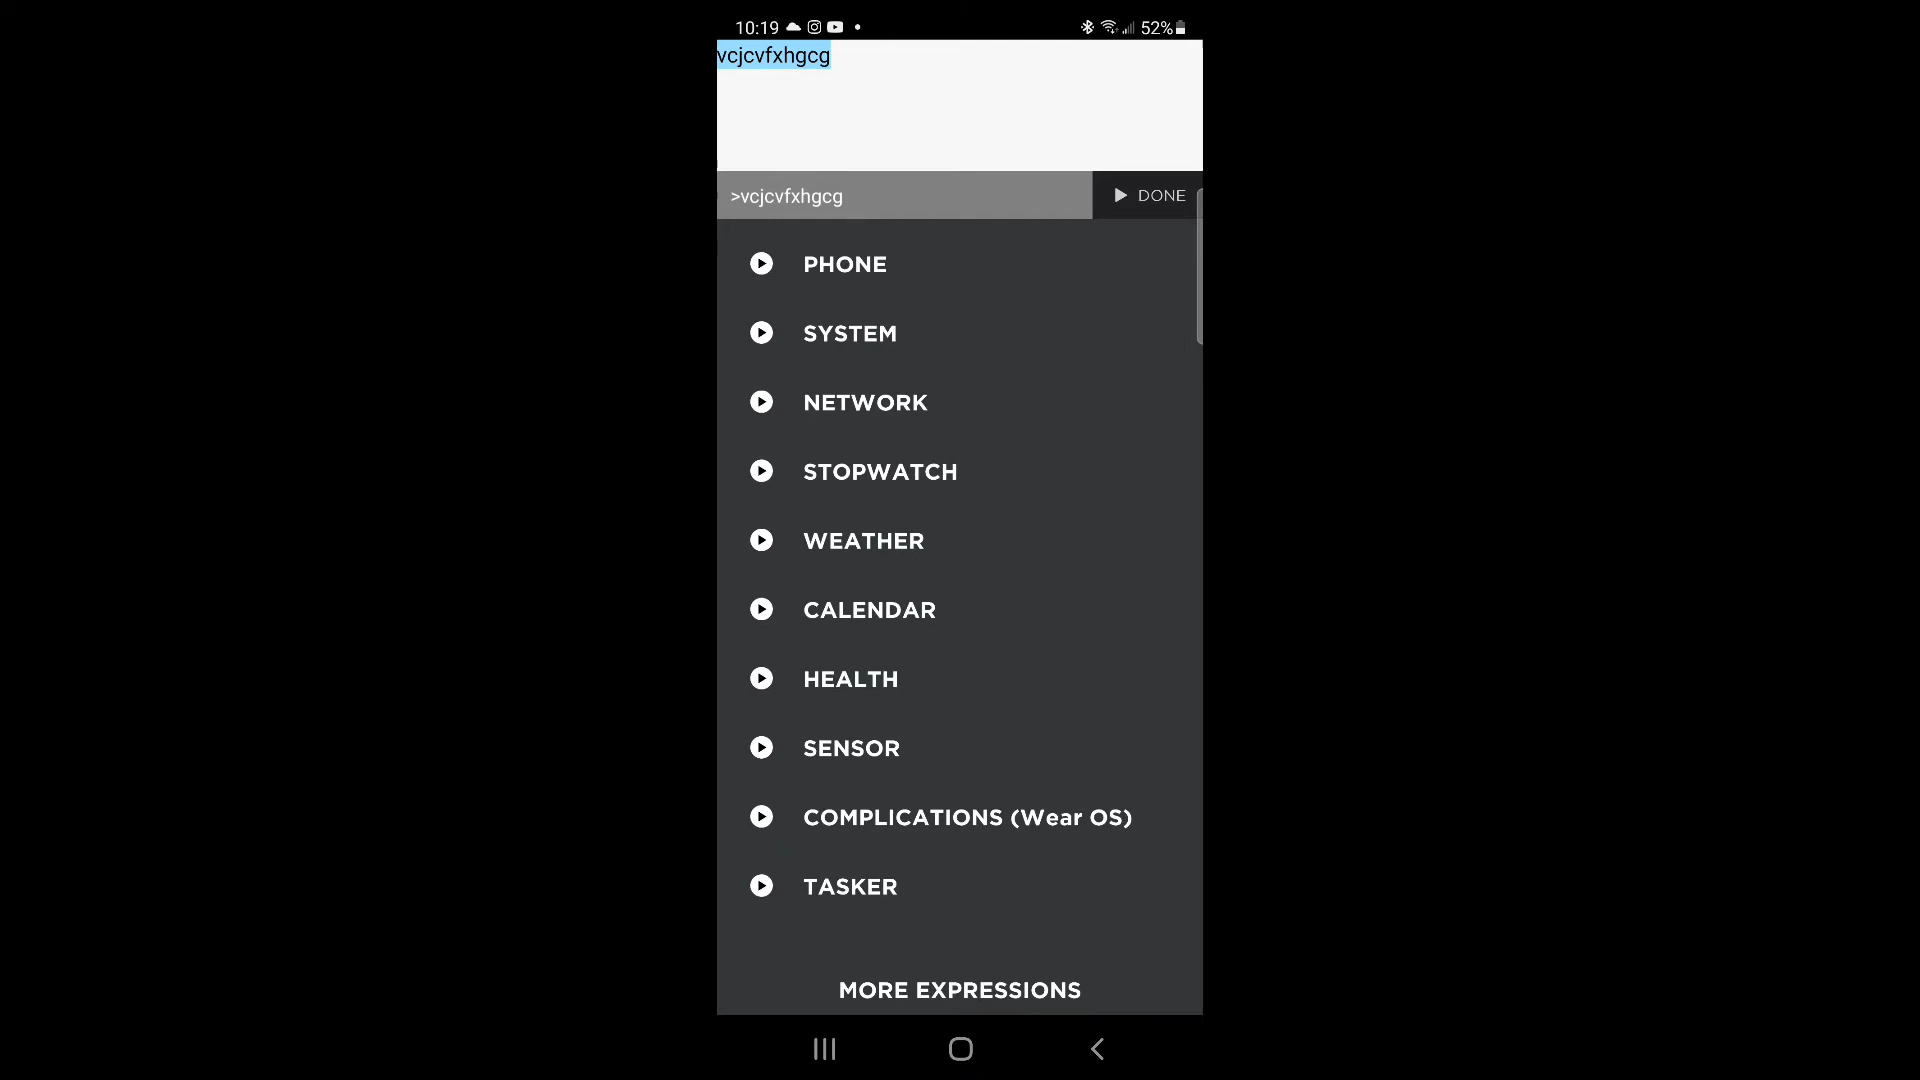 10:19 52%
vcjcvfxhgcg
>vcjcvfxhgcg DONE
PHONE
SYSTEM
NETWORK
STOPWATCH
WEATHER
CALENDAR
HEALTH
SENSOR
COMPLICATIONS (Wear OS)
TASKER
MORE EXPRESSIONS